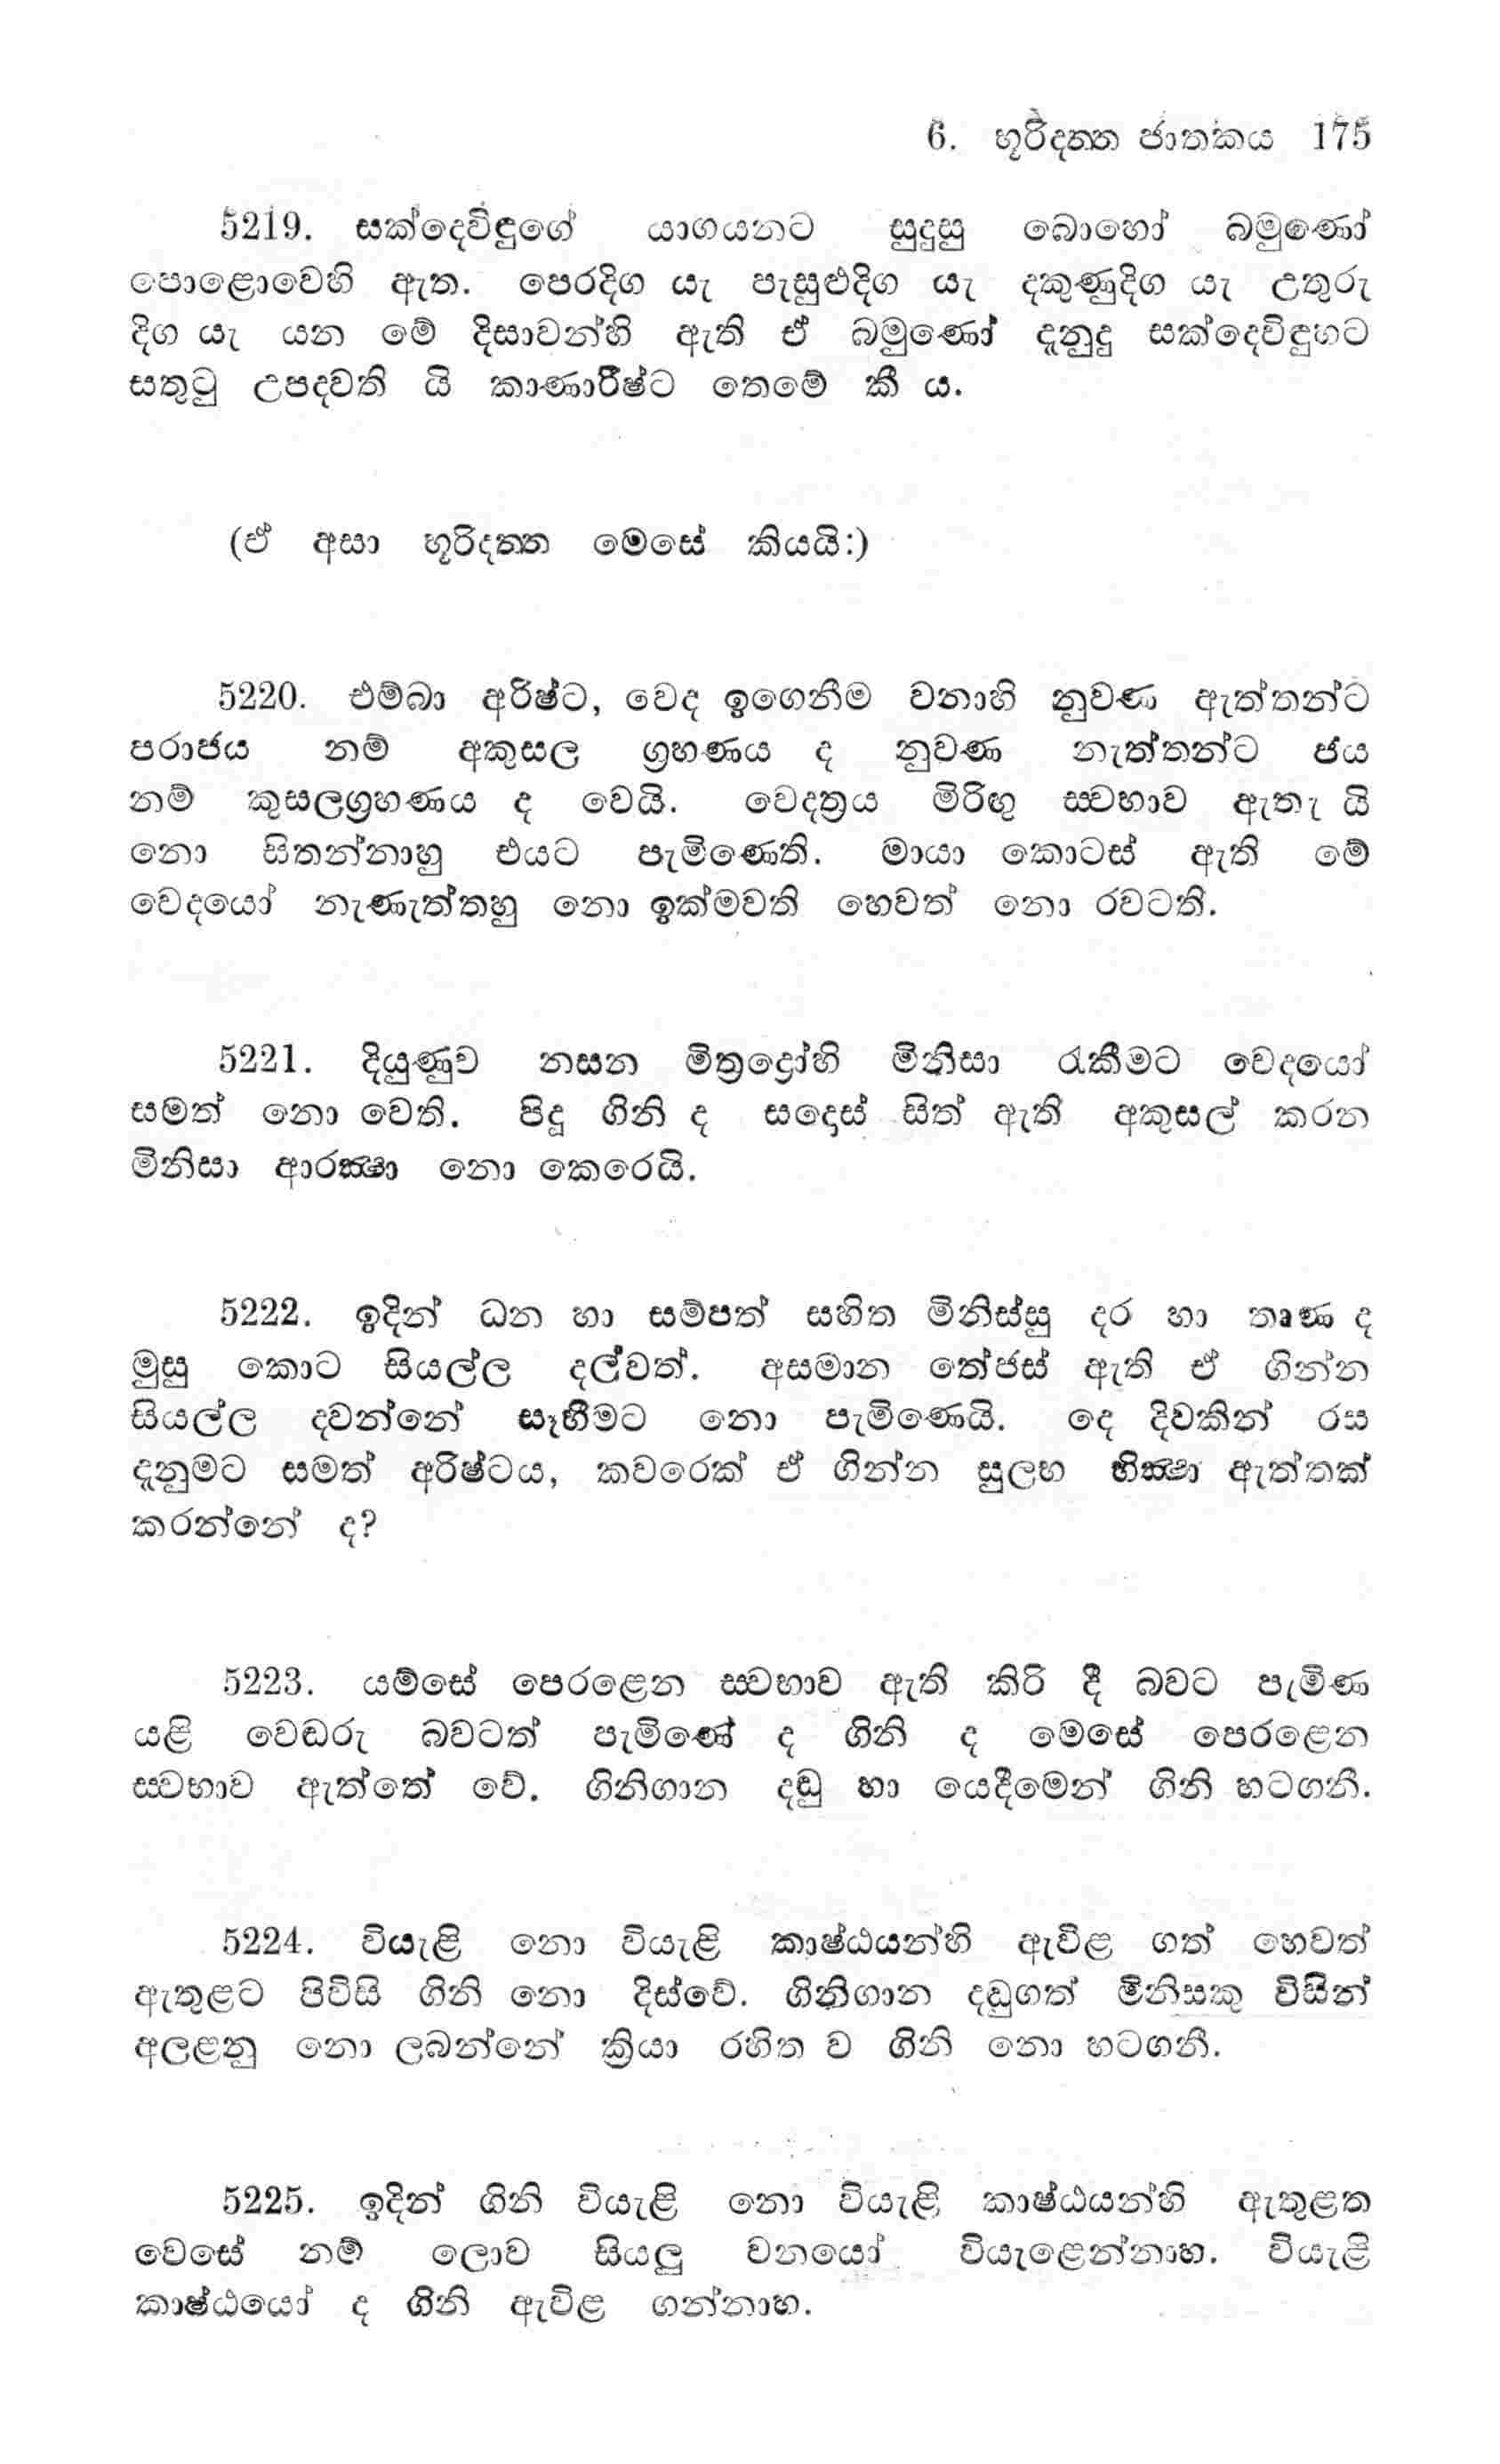 6. භූරිදත්ත ජාතකය 175
5219. සක්දෙවිඳුගේ යාගයනට සුදුසු බොහෝ බමුණෝ
පොළොවෙහි ඇත. පෙරදිග යැ පැසුළුදිග යැ දකුණුදිග යැ උතුරු
දිග යැ යන මේ දිසාවන්හි ඇති ඒ බමුණෝ දැනුදු සක්දෙවිඳුහට
සතුටු උපදවති යි කාණාරිෂ්ට තෙමේ කී ය.
(ඒ අසා භූරිදත්ත මෙසේ කියයි:)
5220. එම්බා අරිෂ්ට, වෙද ඉගෙනීම වනාහි නුවණ ඇත්තන්ට
පරාජය නම් අකුසල ග්‍රහණය ද නුවණ නැත්තන්ට ජය
නම් කුසලග්‍රහණය ද වෙයි. වෙදත්‍රය මිරිඟු ස්වභාව ඇතැ යි
නො සිතන්නාහු එයට පැමිණෙති. මායා කොටස් ඇති මේ
වෙදයෝ නැණැත්තහු නො ඉක්මවති හෙවත් නො රවටති.
5221. දියුණුව නසන මිත්‍රද්‍රෝහි මිනිසා රැකීමට වෙදයෝ
සමත් නො වෙති. පිදූ ගිනි ද සදොස් සිත් ඇති අකුසල් කරන
මිනිසා ආරක්‍ෂා නො කෙරෙයි.
5222. ඉදින් ධන හා සම්පත් සහිත මිනිස්සු දර හා තෘණ ද
මුසු කොට සියල්ල දල්වත්. අසමාන තේජස් ඇති ඒ ගින්න
සියල්ල දවන්නේ සෑහීමට නො පැමිණෙයි. දෙ දිවකින් රස
දැනුමට සමත් අරිෂ්ටය, කවරෙක් ඒ ගින්න සුලභ භික්‍ෂා ඇත්තක්
කරන්නේ ද?
5223. යම්සේ පෙරළෙන ස්වභාව ඇති කිරි දී බවට පැමිණ
යළි වෙඬරු බවටත් පැමිණේ ද ගිනි ද මෙසේ පෙරළෙන
ස්වභාව ඇත්තේ වේ. ගිනිගාන දඬු හා යෙදීමෙන් ගිනි හටගනී.
5224. වියැළි නො වියැළි කාෂ්ඨයන්හි ඇවිළ ගත් හෙවත්
ඇතුළට පිවිසි ගිනි නො දිස්වේ. ගිනිගාන දඬුගත් මිනිසකු විසින්
අලළනු නො ලබන්නේ ක්‍රියා රහිත ව ගිනි නො හටගනී.
5225. ඉදින් ගිනි වියැළි නො වියැළි කාෂ්ඨයන්හි ඇතුළත
වෙසේ නම් ලොව සියලු වනයෝ වියැළෙන්නාහ. වියැළි
කාෂ්ඨයෝ ද ගිනි ඇවිළ ගන්නාහ.